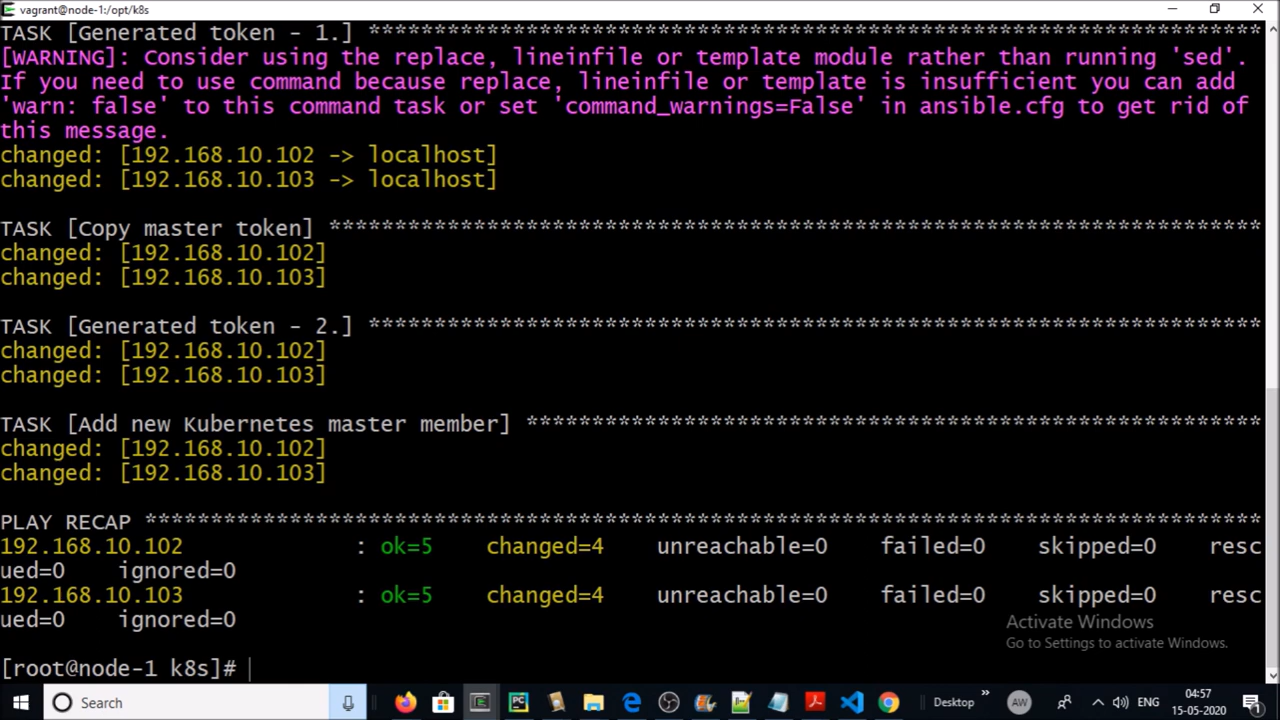 vagrant@node-1:/opt/k8s
TASK [Generated token - 1.] ********************************************************************
[WARNING]: Consider using the replace, lineinfile or template module rather than running 'sed'.
If you need to use command because replace, lineinfile or template is insufficient you can add
'warn: false' to this command task or set 'command_warnings=False' in ansible.cfg to get rid of
this message.
changed: [192.168.10.102 -> localhost]
changed: [192.168.10.103 -> localhost]
TASK [Copy master token] ***********************************************************************
changed: [192.168.10.102]
changed: [192.168.10.103]
TASK [Generated token - 2.] ********************************************************************
changed: [192.168.10.102]
changed: [192.168.10.103]
TASK [Add new Kubernetes master member] ********************************************************
changed: [192.168.10.102]
changed: [192.168.10.103]
PLAY RECAP *************************************************************************************
192.168.10.102 : ok=5 changed=4 unreachable=0 failed=0 skipped=0 resc
ued=0 ignored=0
192.168.10.103 : ok=5 changed=4 unreachable=0 failed=0 skipped=0 resc
ued=0 ignored=0
Activate Windows
Go to Settings to activate Windows.
[root@node-1 k8s]#
Search
PC
Desktop
AW
ENG
04:57
15-05-2020
1